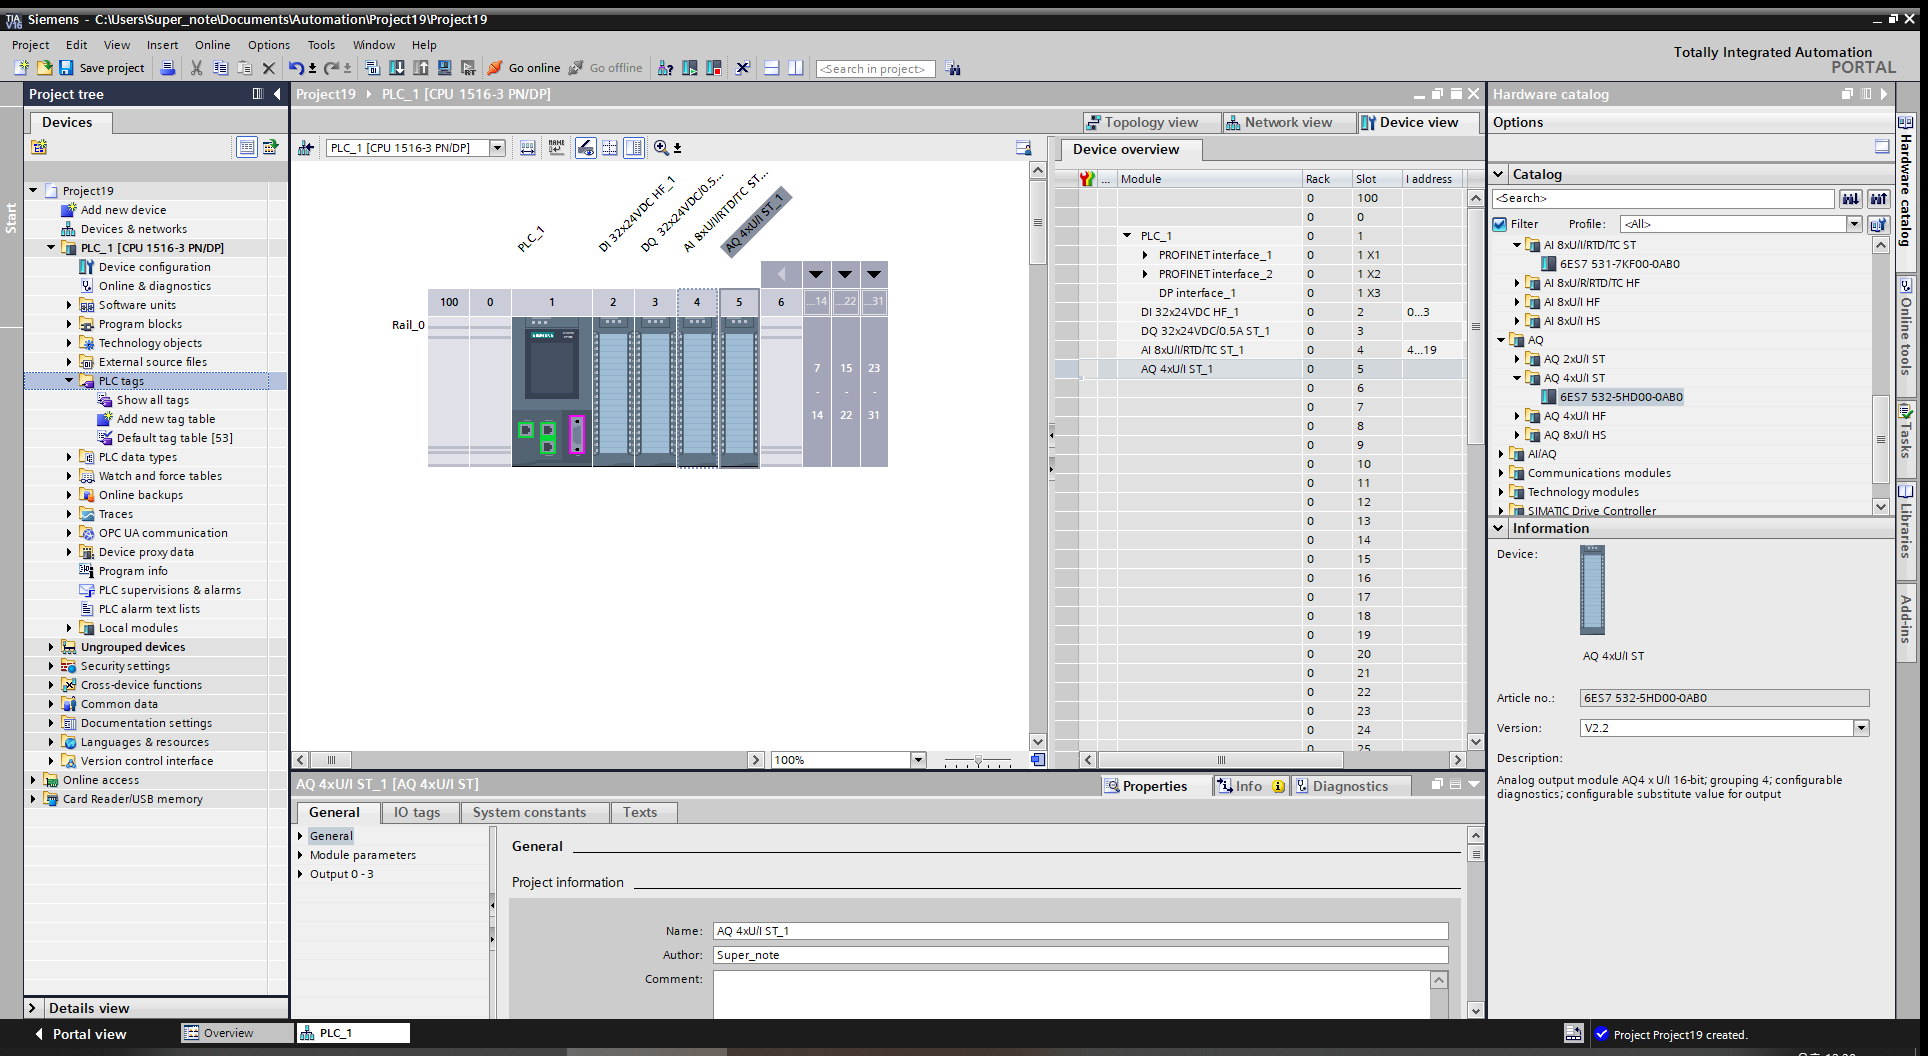 Siemens - C:\Users\Super_note\Documents\Automation\Project19\Project19
Project Edit View Insert Online Options Tools Window Help
Totally Integrated Automation
PORTAL
Save project
Go online
Go offline
<Search in project>
Project tree
Devices
Start
Project19
Add new device
Devices & networks
PLC_1 [CPU 1516-3 PN/DP]
Device configuration
Online & diagnostics
Software units
Program blocks
Technology objects
External source files
PLC tags
Show all tags
Add new tag table
Default tag table [53]
PLC data types
Watch and force tables
Online backups
Traces
OPC UA communication
Device proxy data
Program info
PLC supervisions & alarms
PLC alarm text lists
Local modules
Ungrouped devices
Security settings
Cross-device functions
Common data
Documentation settings
Languages & resources
Version control interface
Online access
Card Reader/USB memory
Details view
Project19 PLC_1 [CPU 1516-3 PN/DP]
Topology view
Network view
Device view
PLC_1 [CPU 1516-3 PN/DP]
PLC_1
DI 32x24VDC HF_1
DQ 32x24VDC/0.5...
AI 8xU/I/RTD/TC ST...
AQ 4xU/I ST_1
100 0 1 2 3 4 5 6 ...14 ...22 ...31
Rail_0
SIEMENS
7 15 23
- - -
14 22 31
100%
Device overview
... Module Rack Slot I address
0 100
0 0
PLC_1 0 1
PROFINET interface_1 0 1 X1
PROFINET interface_2 0 1 X2
DP interface_1 0 1 X3
DI 32x24VDC HF_1 0 2 0...3
DQ 32x24VDC/0.5A ST_1 0 3
AI 8xU/I/RTD/TC ST_1 0 4 4...19
AQ 4xU/I ST_1 0 5
0 6
0 7
0 8
0 9
0 10
0 11
0 12
0 13
0 14
0 15
0 16
0 17
0 18
0 19
0 20
0 21
0 22
0 23
0 24
0 25
AQ 4xU/I ST_1 [AQ 4xU/I ST]
Properties
Info
Diagnostics
General
IO tags
System constants
Texts
General
Module parameters
Output 0 - 3
General
Project information
Name: AQ 4xU/I ST_1
Author: Super_note
Comment:
Hardware catalog
Options
Catalog
<Search>
Filter
Profile: <All>
AI 8xU/I/RTD/TC ST
6ES7 531-7KF00-0AB0
AI 8xU/R/RTD/TC HF
AI 8xU/I HF
AI 8xU/I HS
AQ
AQ 2xU/I ST
AQ 4xU/I ST
6ES7 532-5HD00-0AB0
AQ 4xU/I HF
AQ 8xU/I HS
AI/AQ
Communications modules
Technology modules
SIMATIC Drive Controller
Information
Device:
AQ 4xU/I ST
Article no.: 6ES7 532-5HD00-0AB0
Version: V2.2
Description:
Analog output module AQ4 x U/I 16-bit; grouping 4; configurable
diagnostics; configurable substitute value for output
Hardware catalog
Online tools
Tasks
Libraries
Add-ins
Portal view
Overview
PLC_1
Project Project19 created.